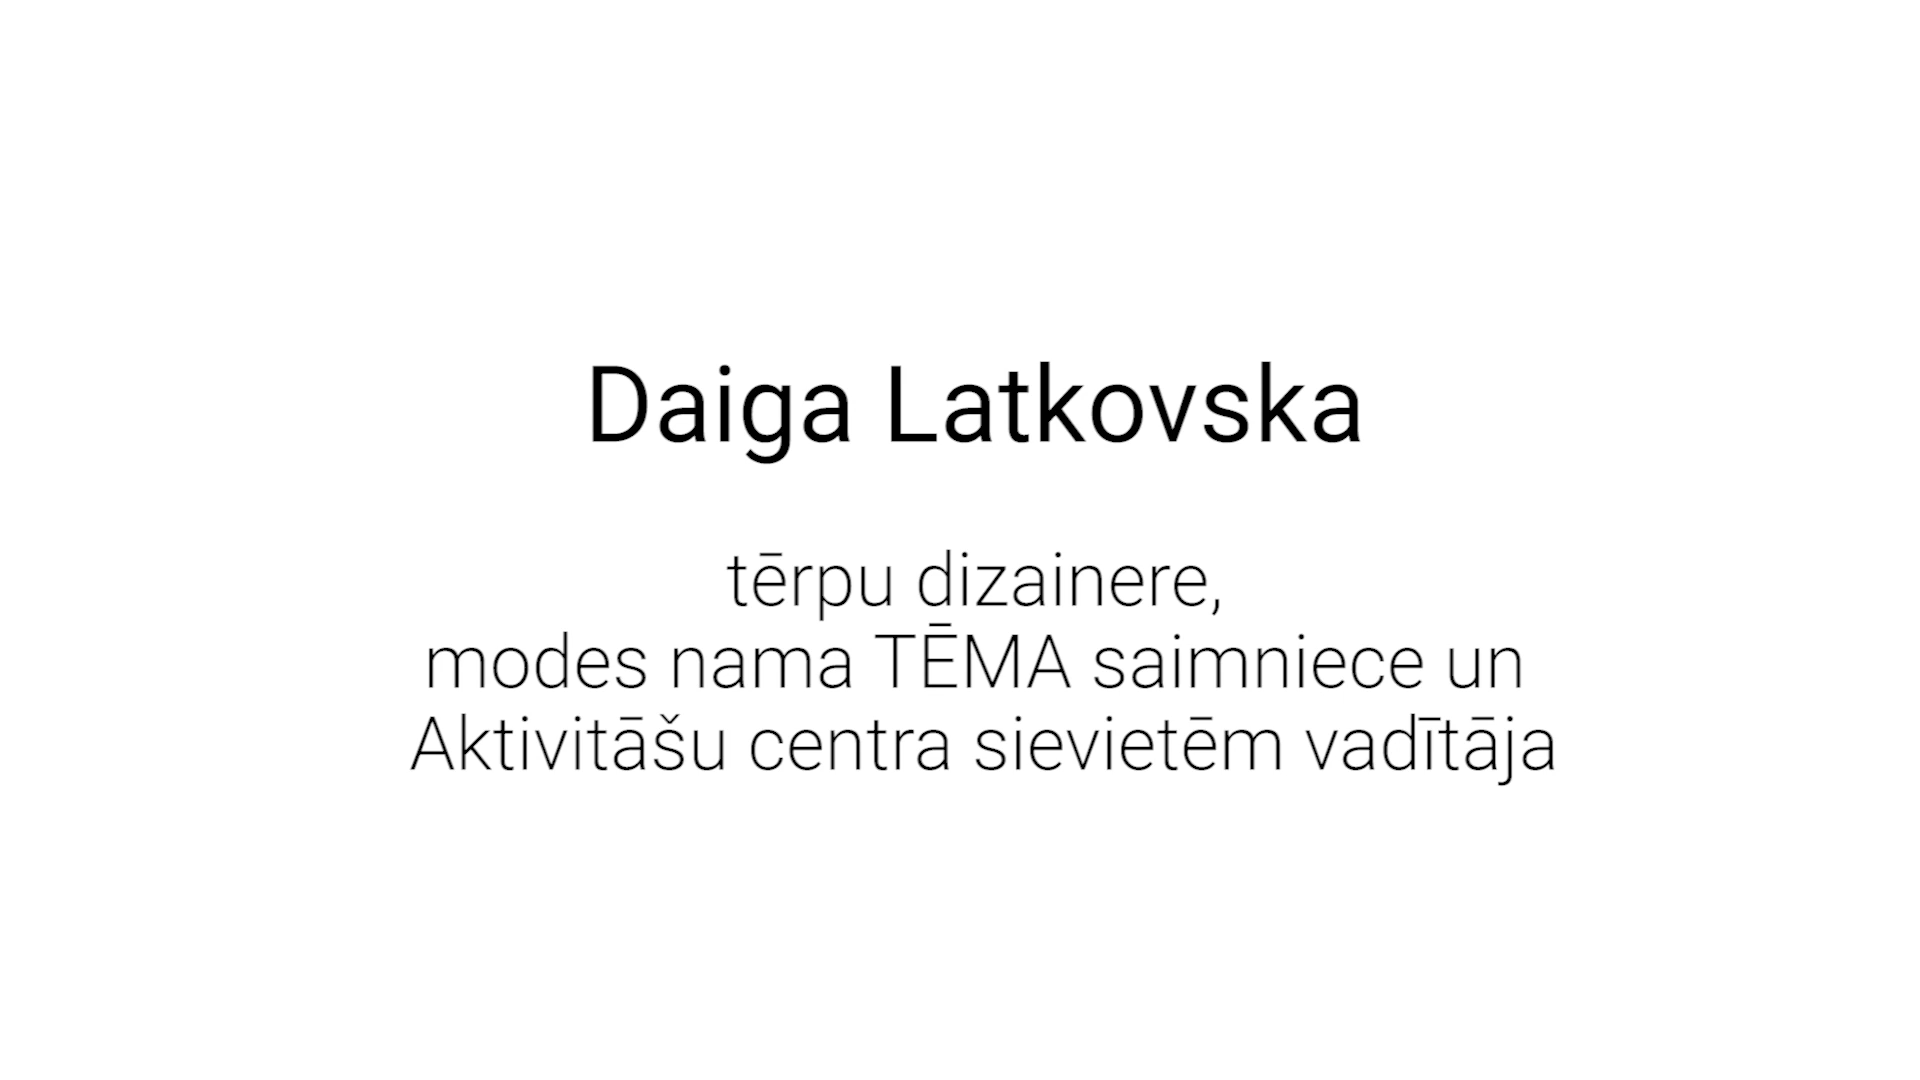 Daiga Latkovska
tērpu dizainere,
modes nama TĒMA saimniece un
Aktivitāšu centra sievietēm vadītāja